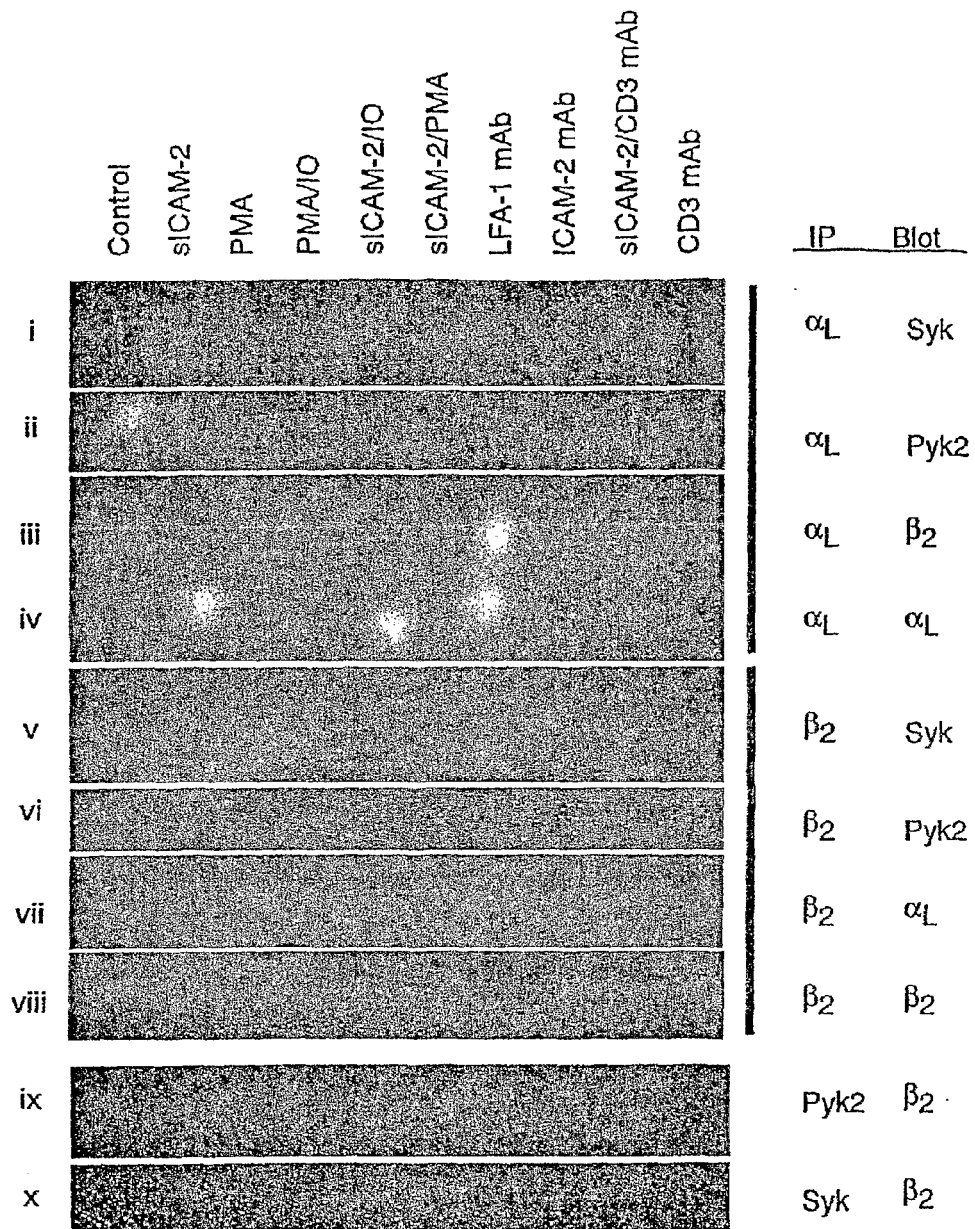 Control
sICAM-2
PMA
PMA/IO
sICAM-2/IO
sICAM-2/PMA
LFA-1 mAb
ICAM-2 mAb
sICAM-2/CD3 mAb
CD3 mAb
IP Blot
i αL Syk
ii αL Pyk2
iii αL β2
iv αL αL
v β2 Syk
vi β2 Pyk2
vii β2 αL
viii β2 β2
ix Pyk2 β2
x Syk β2